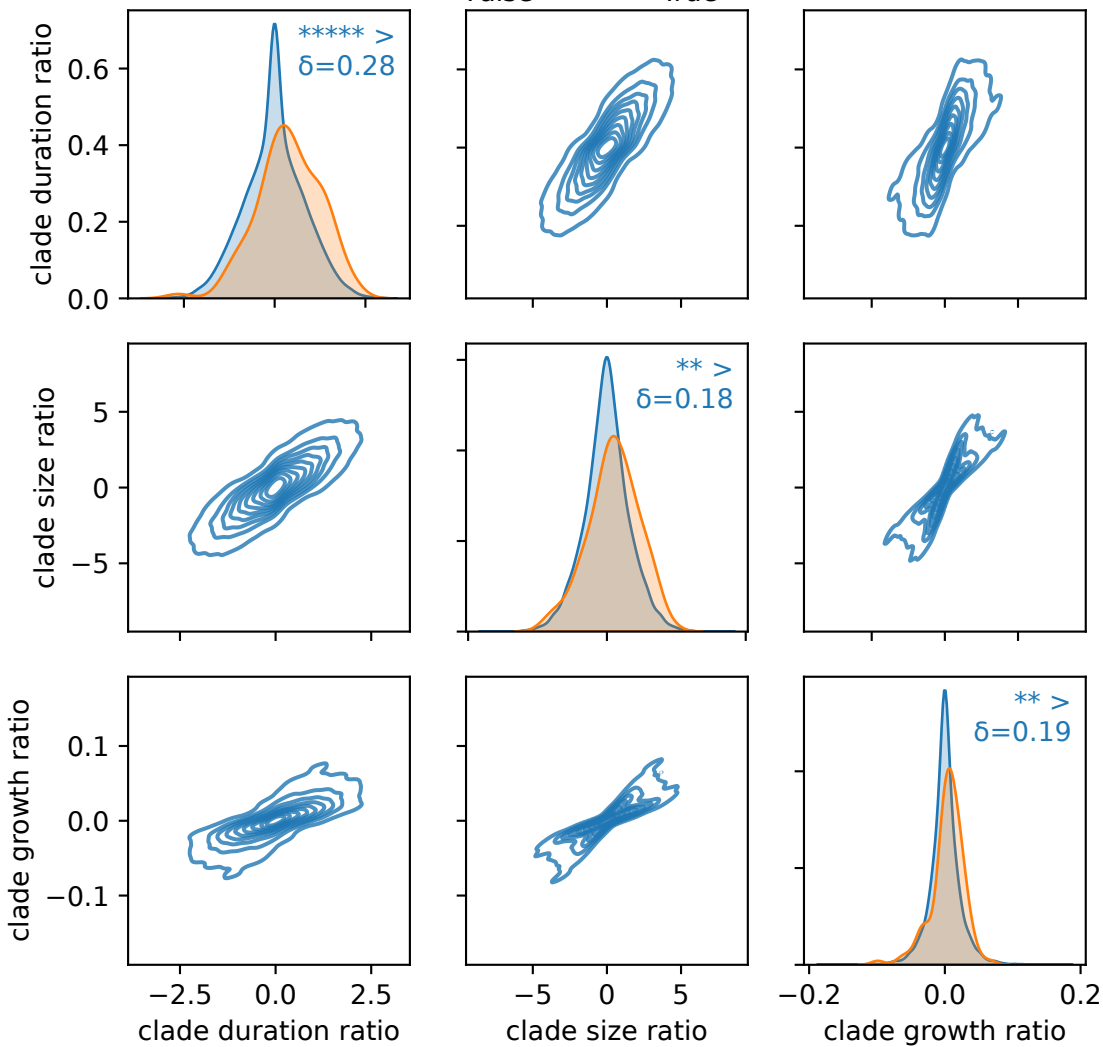 clade duration ratio
0.6
0.4
0.2
0.0
***** >
δ=0.28
clade size ratio
5
0
−5
** >
δ=0.18
clade growth ratio
0.1
0.0
−0.1
** >
δ=0.19
−2.5 0.0 2.5
−5 0 5
−0.2 0.0 0.2
clade duration ratio
clade size ratio
clade growth ratio